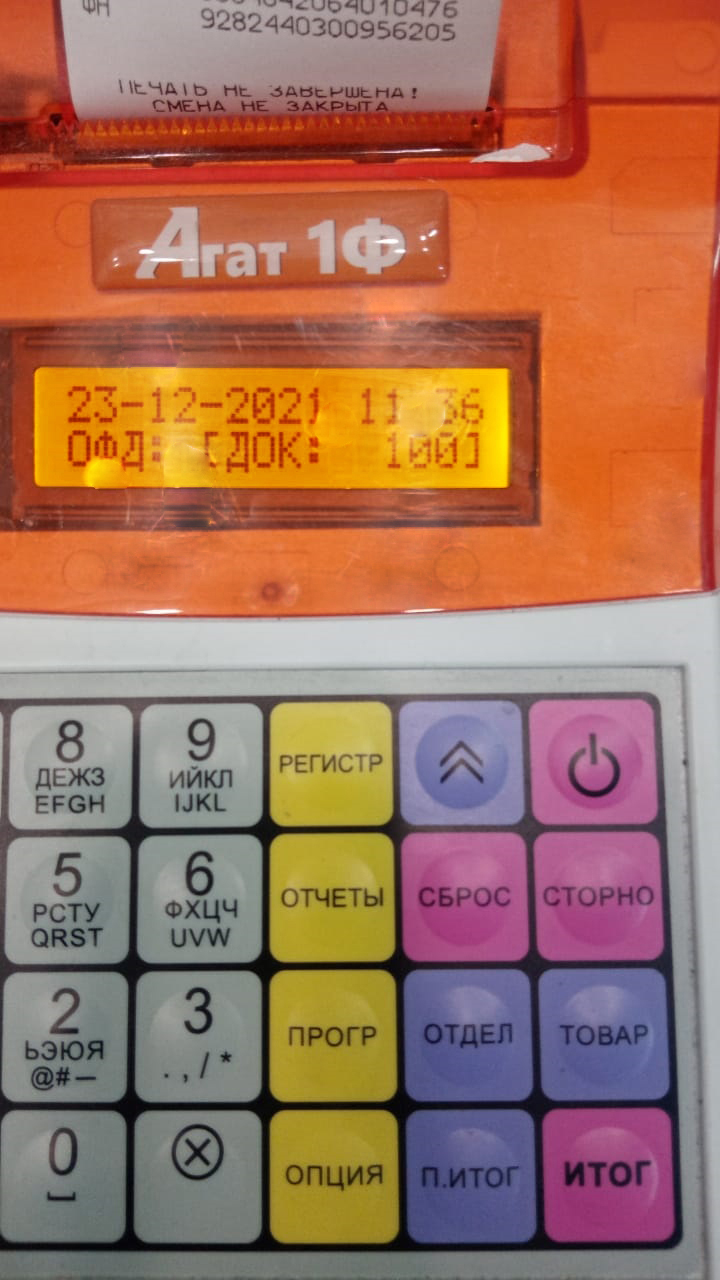 ФН
9282440300956205
ПЕЧАТЬ НЕ ЗАВЕРШЕНА!
СМЕНА НЕ ЗАКРЫТА
Агат 1Ф
23-12-2021 11 36
ОФД: [ДОК: 100]
8 9 РЕГИСТР
ДЕЖЗ ИЙКЛ
EFGH IJKL
5 6 ОТЧЕТЫ СБРОС СТОРНО
РСТУ ФХЦЧ
QRST UVW
2 3 ПРОГР ОТДЕЛ ТОВАР
ЬЭЮЯ . , / *
@#—
0 ОПЦИЯ П.ИТОГ ИТОГ